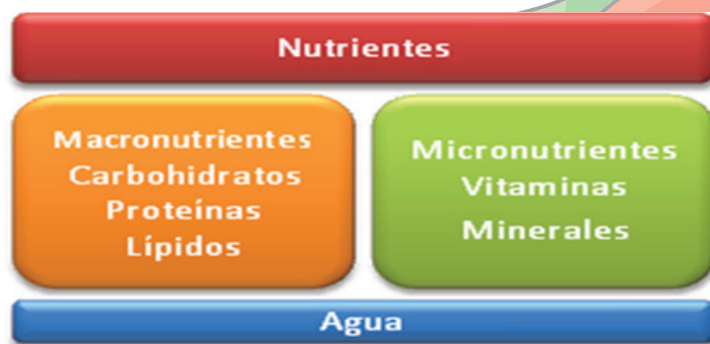 Nutrientes
Macronutrientes
Carbohidratos
Proteínas
Lípidos
Micronutrientes
Vitaminas
Minerales
Agua